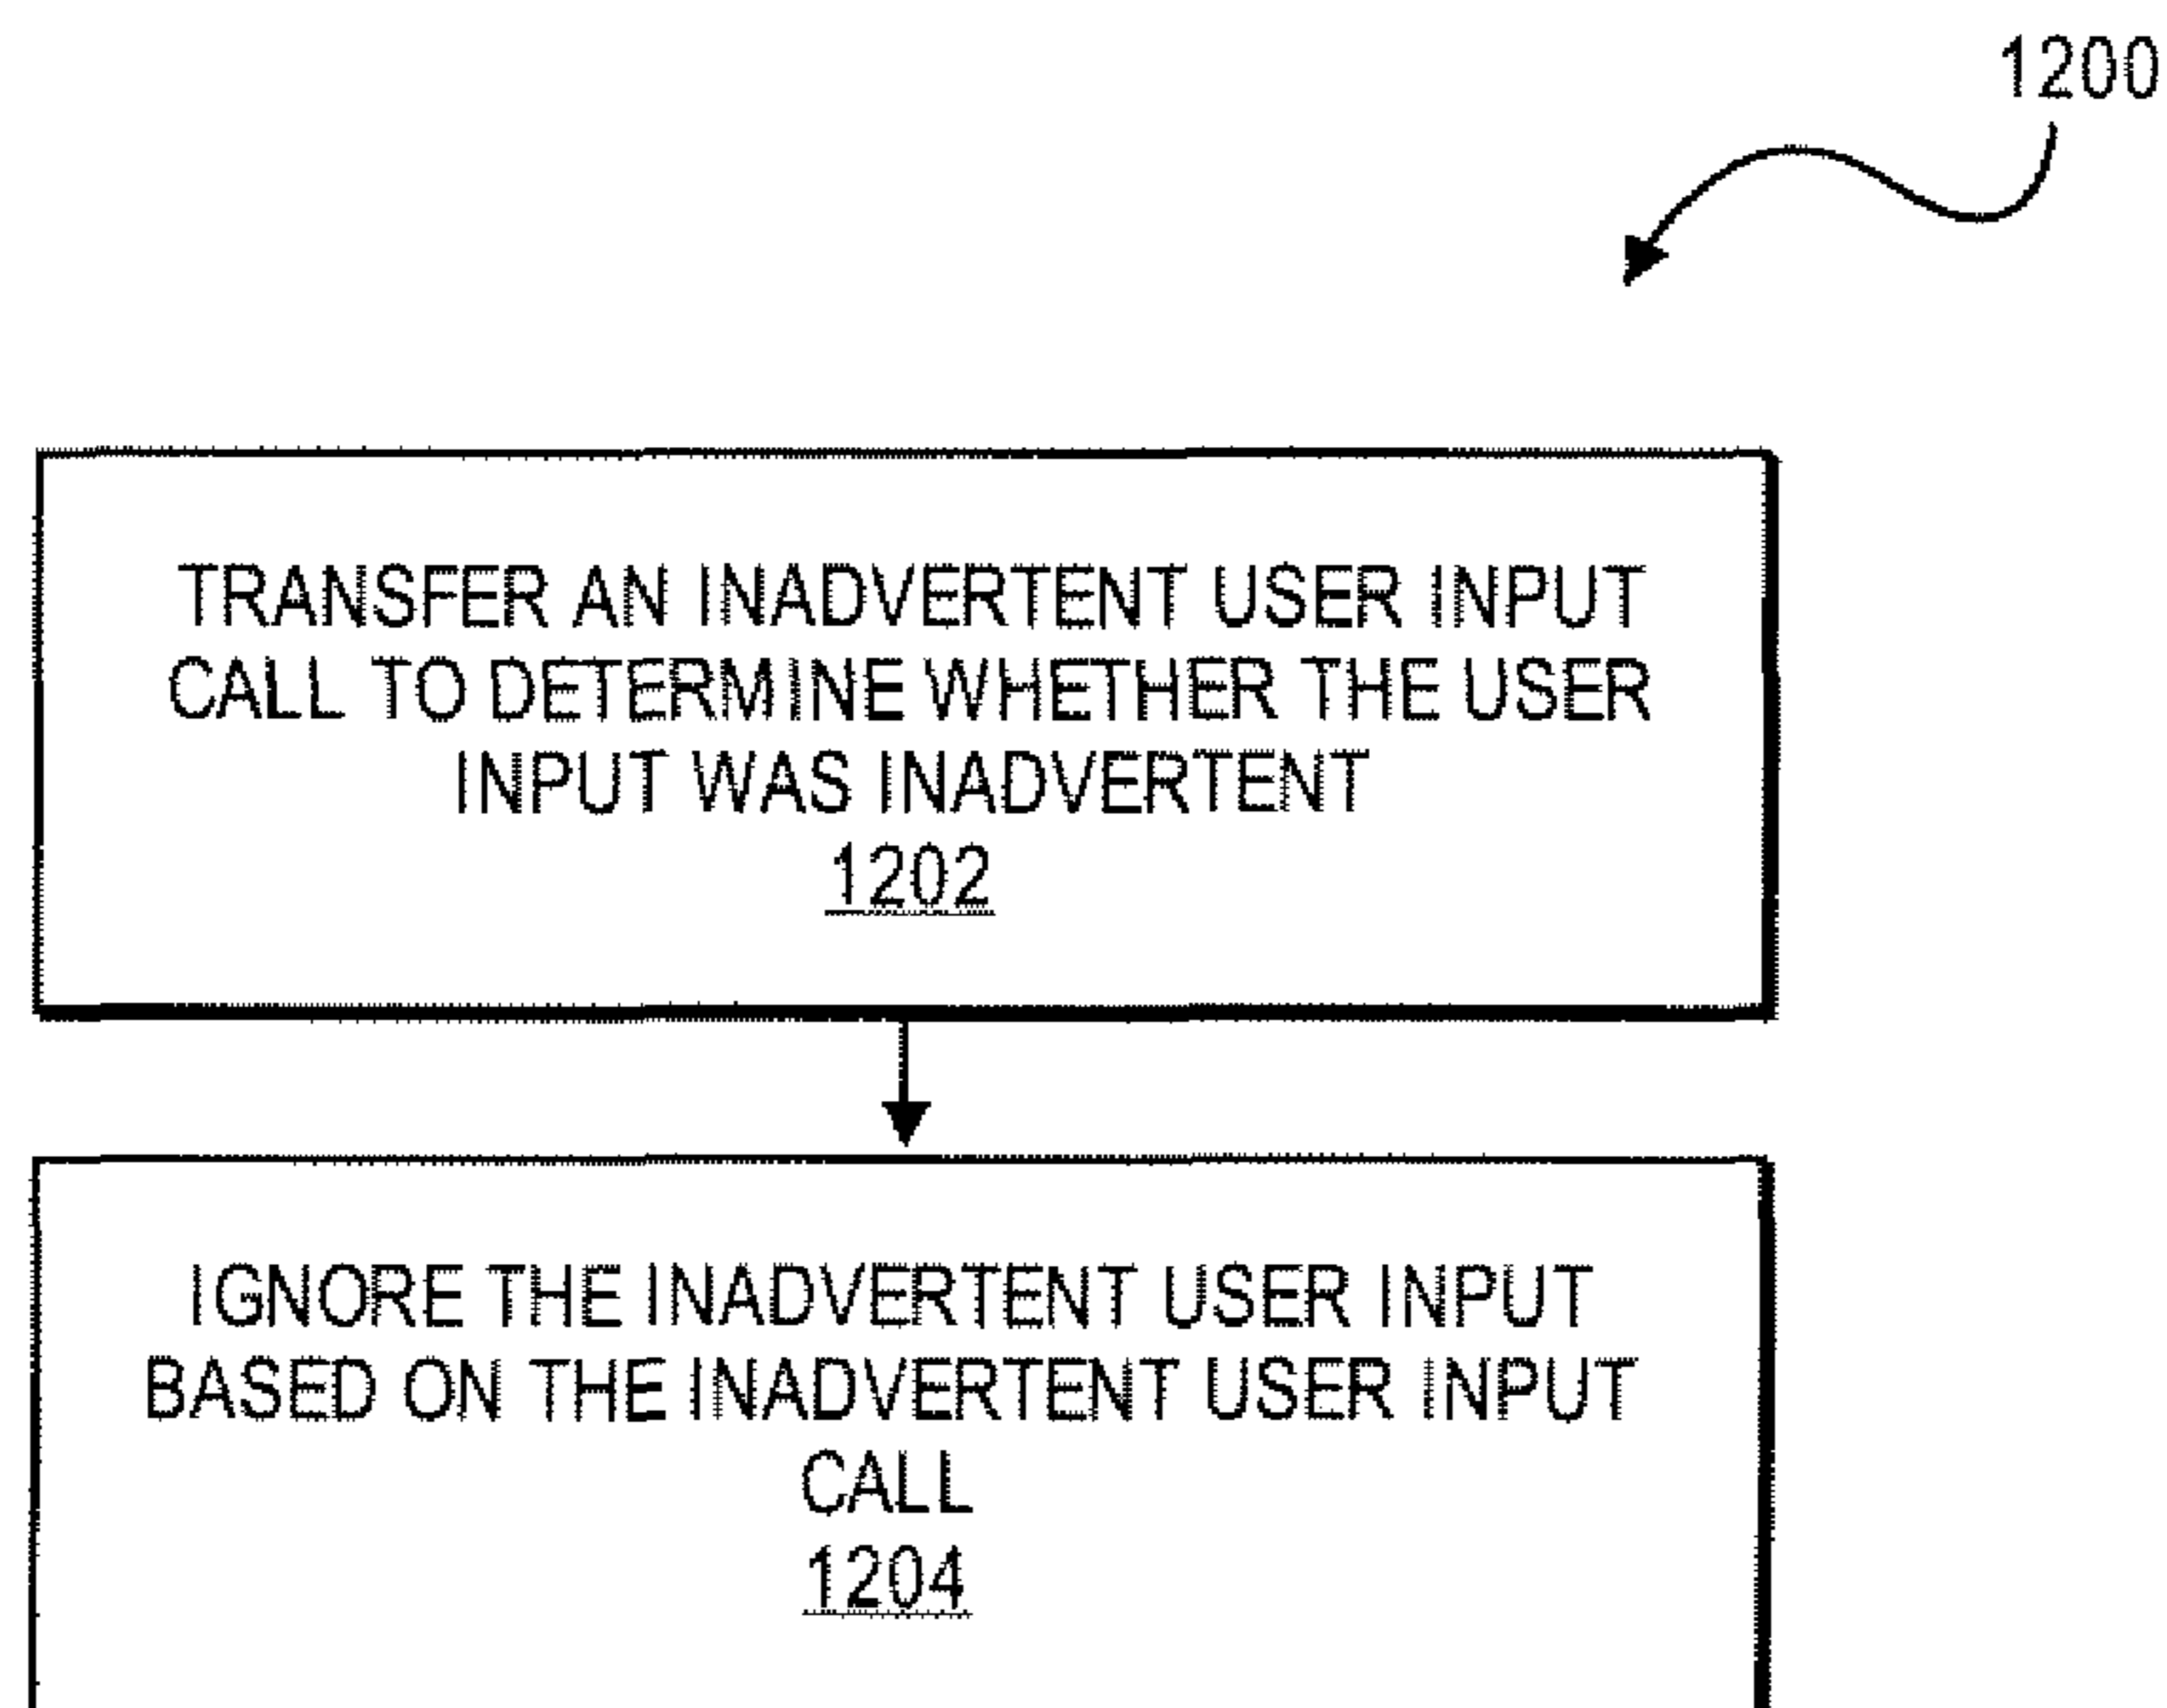 1200
TRANSFER AN INADVERTENT USER INPUT
CALL TO DETERMINE WHETHER THE USER
INPUT WAS INADVERTENT
1202
IGNORE THE INADVERTENT USER INPUT
BASED ON THE INADVERTENT USER INPUT
CALL
1204